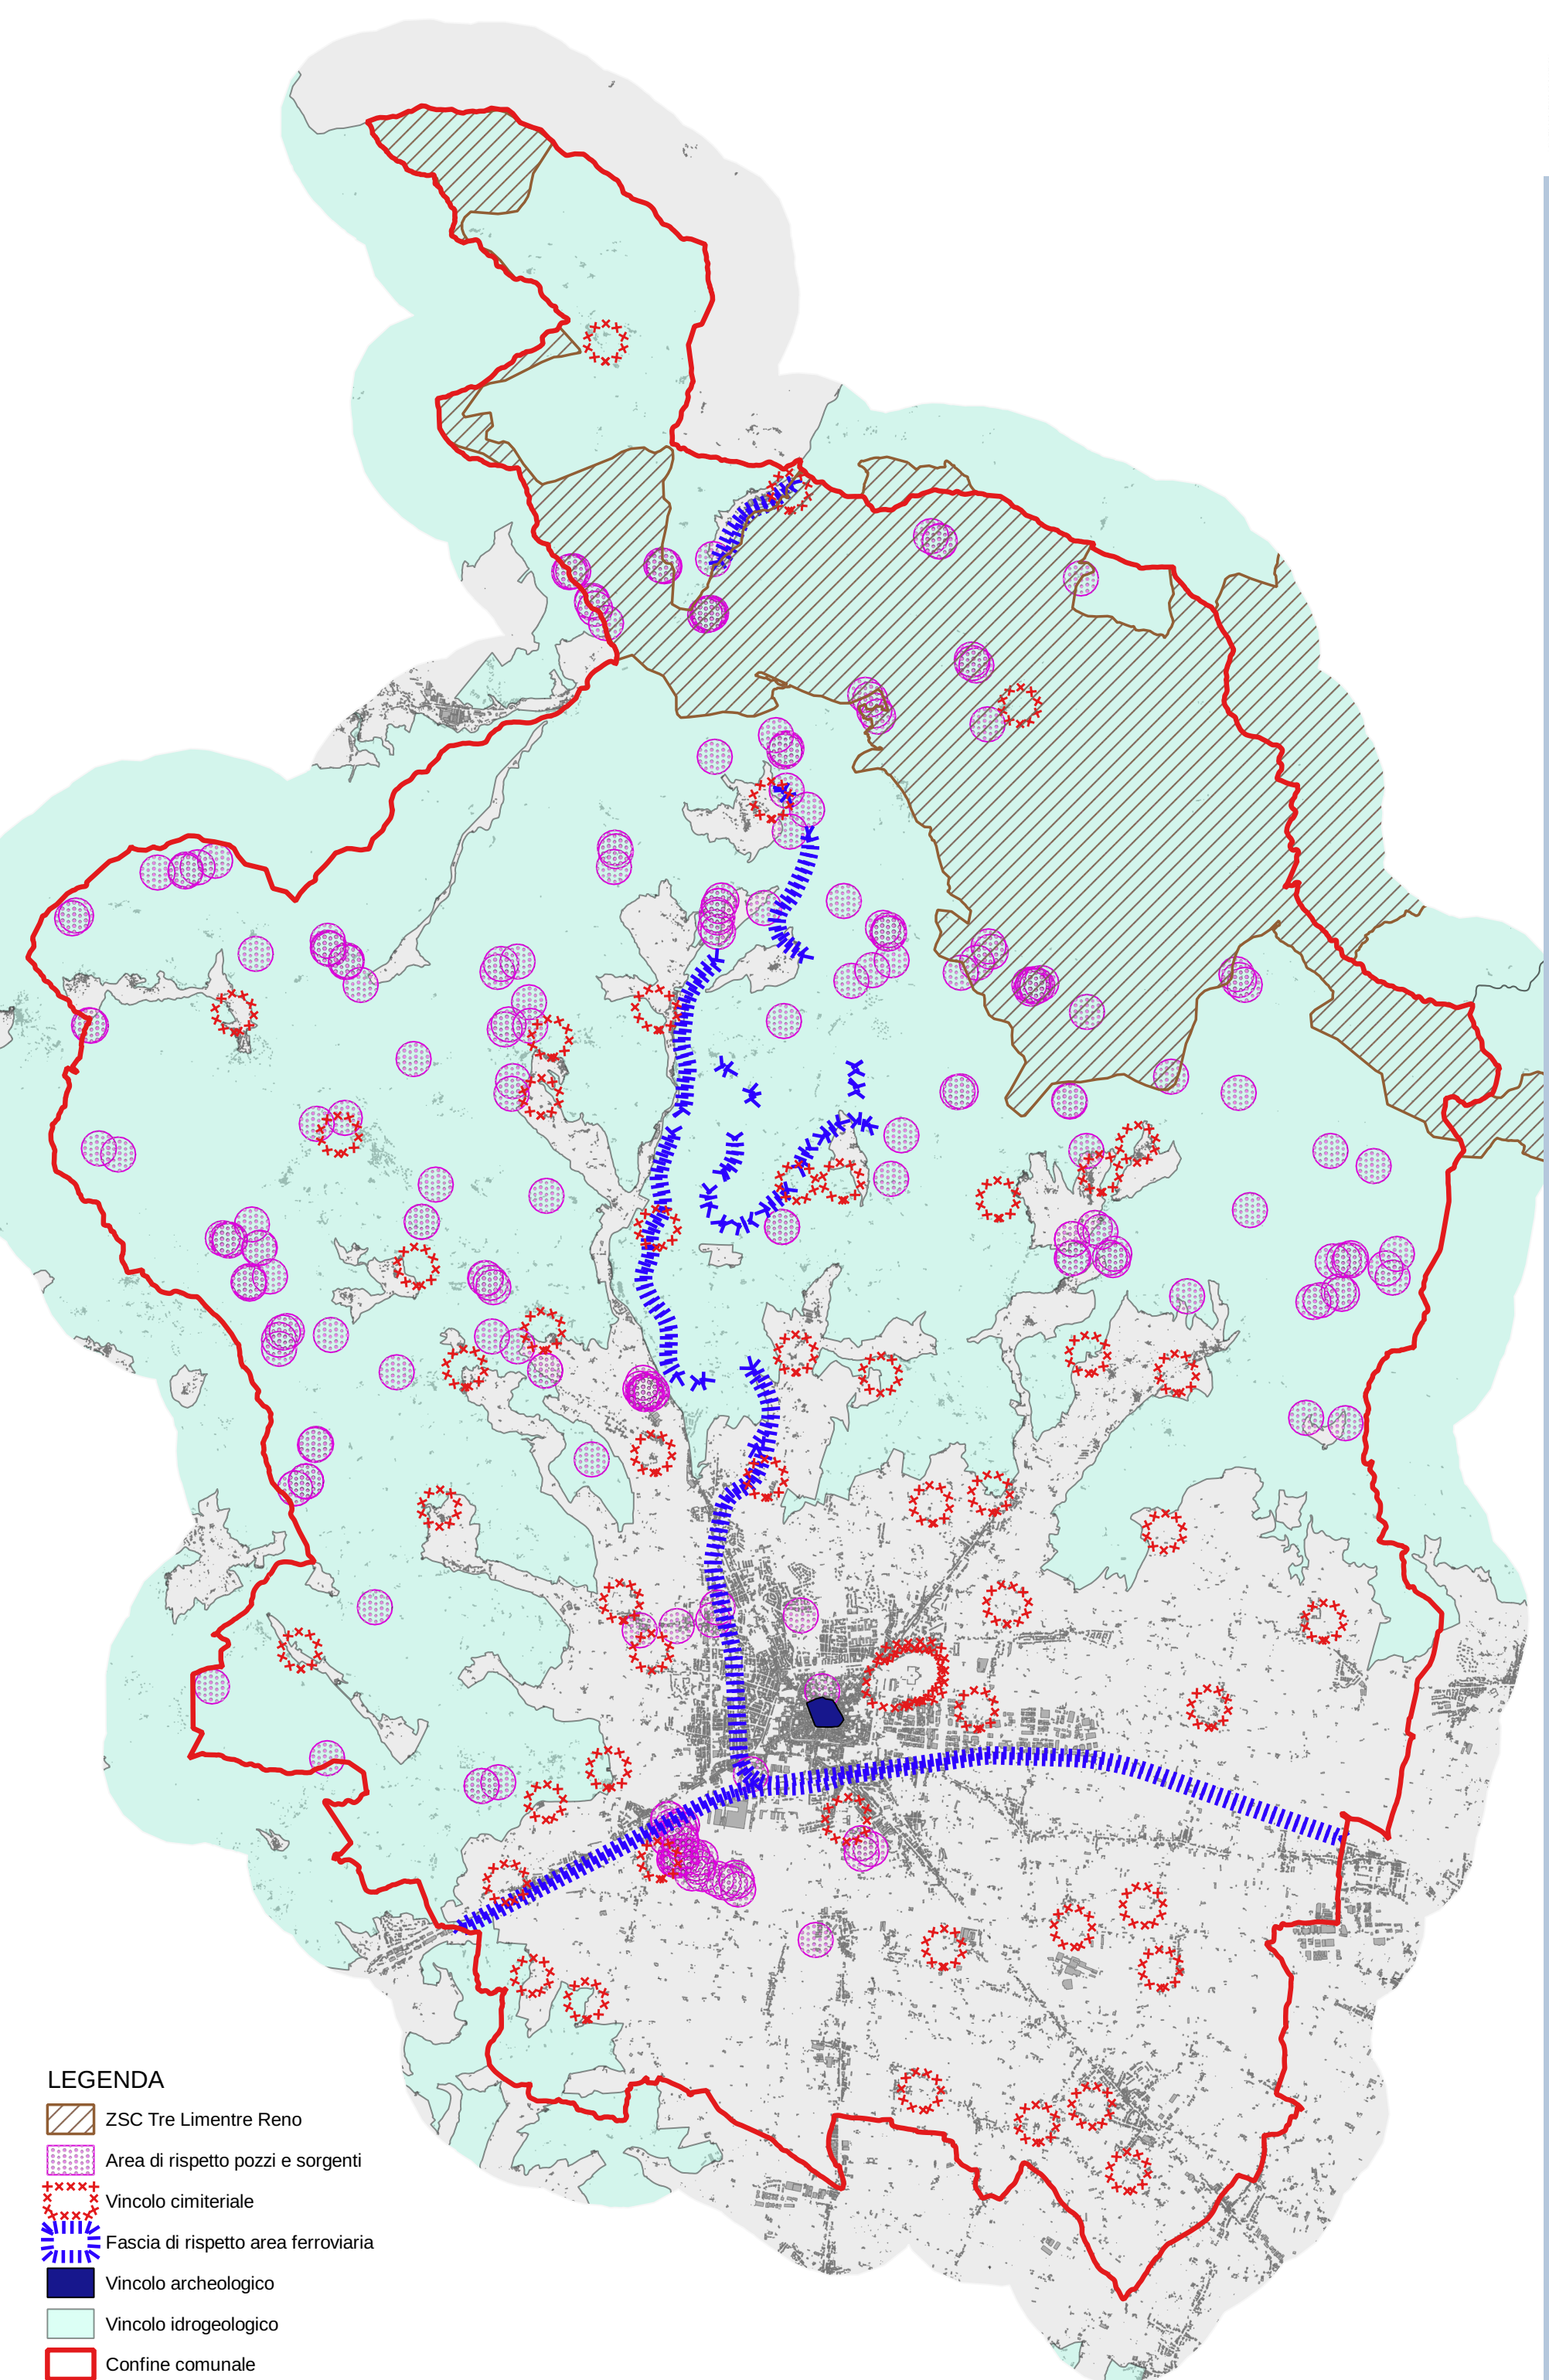 LEGENDA
ZSC Tre Limentre Reno
Area di rispetto pozzi e sorgenti
Vincolo cimiteriale
Fascia di rispetto area ferroviaria
Vincolo archeologico
Vincolo idrogeologico
Confine comunale